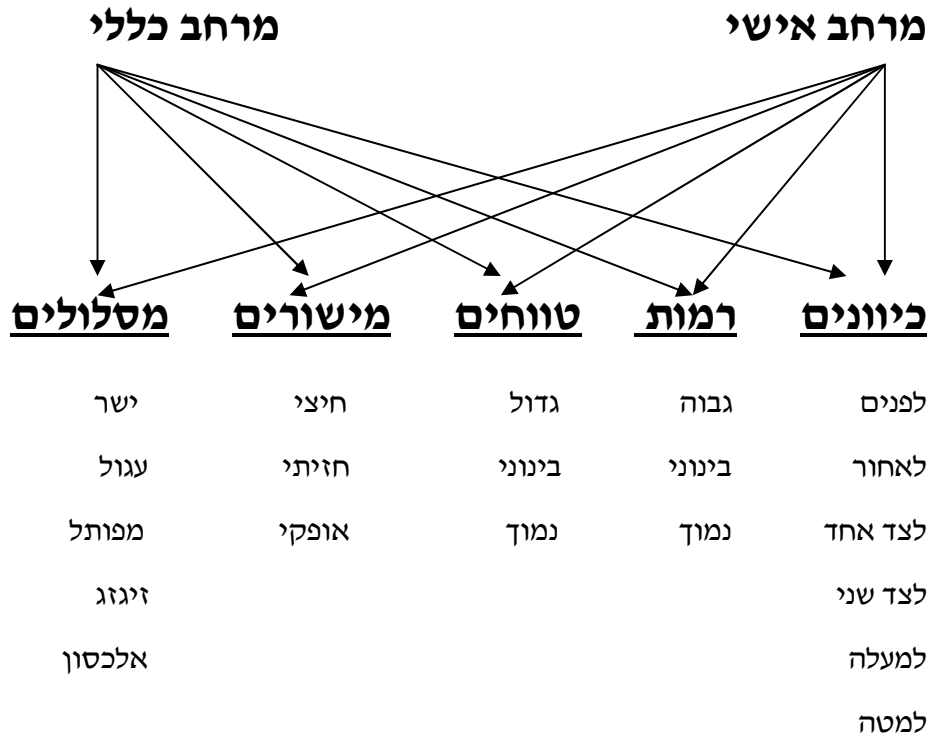 מרחב אישי מרחב כללי
כיוונים רמות טווחים מישורים מסלולים
לפנים גבוה גדול חיצי ישר
לאחור בינוני בינוני חזיתי עגול
לצד אחד נמוך נמוך אופקי מפותל
לצד שני זיגזג
למעלה אלכסון
למטה